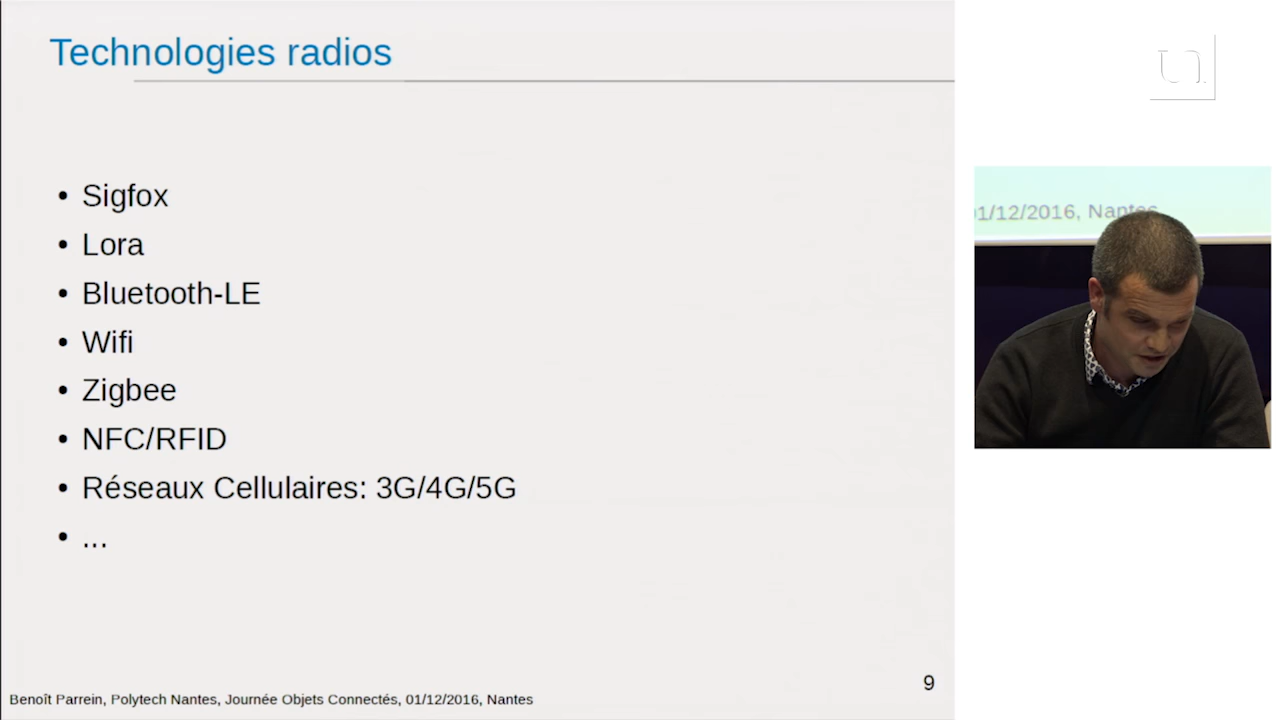 Technologies radios
• Sigfox
• Lora
• Bluetooth-LE
• Wifi
• Zigbee
• NFC/RFID
• Réseaux Cellulaires: 3G/4G/5G
• ...
9
Benoît Parrein, Polytech Nantes, Journée Objets Connectés, 01/12/2016, Nantes
01/12/2016, Nantes